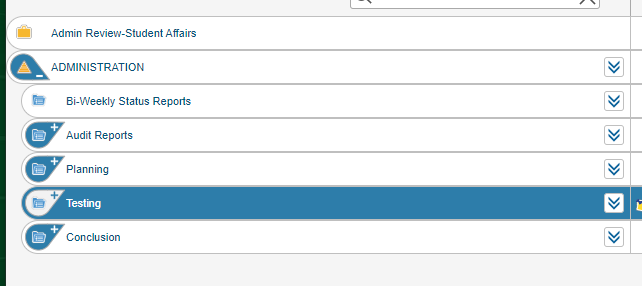 Admin Review-Student Affairs
ADMINISTRATION
Bi-Weekly Status Reports
Audit Reports
Planning
Testing
Conclusion